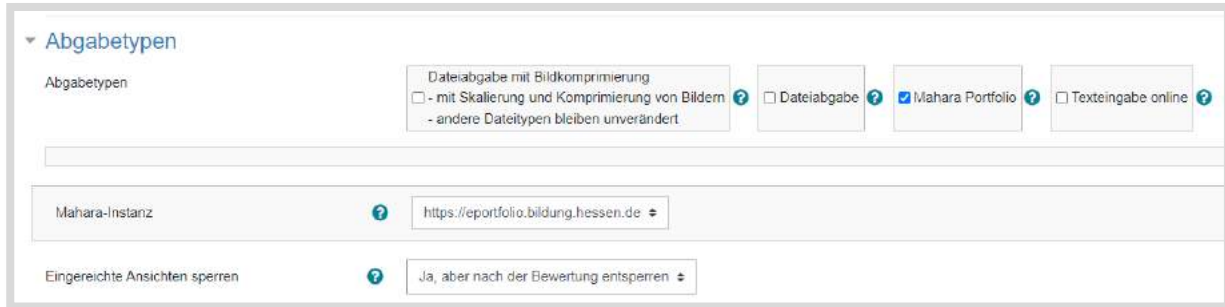 Abgabetypen
Abgabetypen
Dateiabgabe mit Bildkomprimierung
- mit Skalierung und Komprimierung von Bildern
- andere Dateitypen bleiben unverändert
Dateiabgabe
Mahara Portfolio
Texteingabe online
Mahara-Instanz
https://eportfolio.bildung.hessen.de
Eingereichte Ansichten sperren
Ja, aber nach der Bewertung entsperren